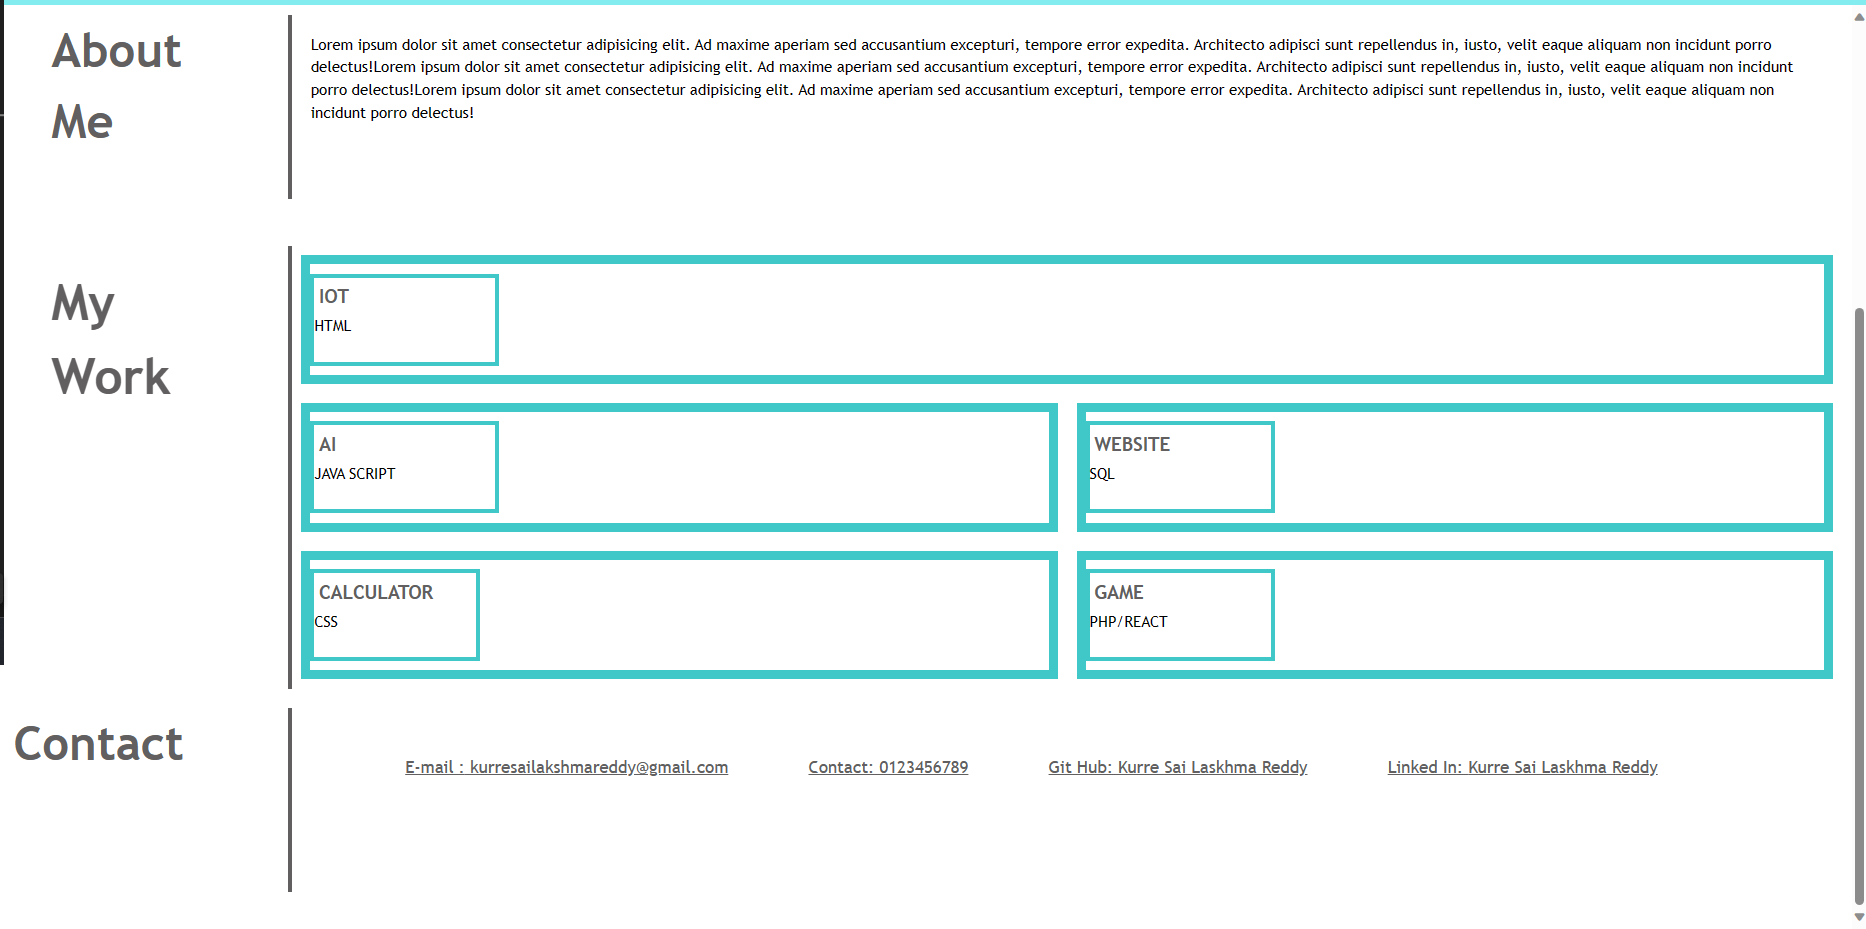 About
Me
Lorem ipsum dolor sit amet consectetur adipisicing elit. Ad maxime aperiam sed accusantium excepturi, tempore error expedita. Architecto adipisci sunt repellendus in, iusto, velit eaque aliquam non incidunt porro
delectus!Lorem ipsum dolor sit amet consectetur adipisicing elit. Ad maxime aperiam sed accusantium excepturi, tempore error expedita. Architecto adipisci sunt repellendus in, iusto, velit eaque aliquam non incidunt
porro delectus!Lorem ipsum dolor sit amet consectetur adipisicing elit. Ad maxime aperiam sed accusantium excepturi, tempore error expedita. Architecto adipisci sunt repellendus in, iusto, velit eaque aliquam non
incidunt porro delectus!
My
Work
IOT
HTML
AI
JAVA SCRIPT
WEBSITE
SQL
CALCULATOR
CSS
GAME
PHP/REACT
Contact
E-mail : kurresailakshmareddy@gmail.com
Contact: 0123456789
Git Hub: Kurre Sai Laskhma Reddy
Linked In: Kurre Sai Laskhma Reddy